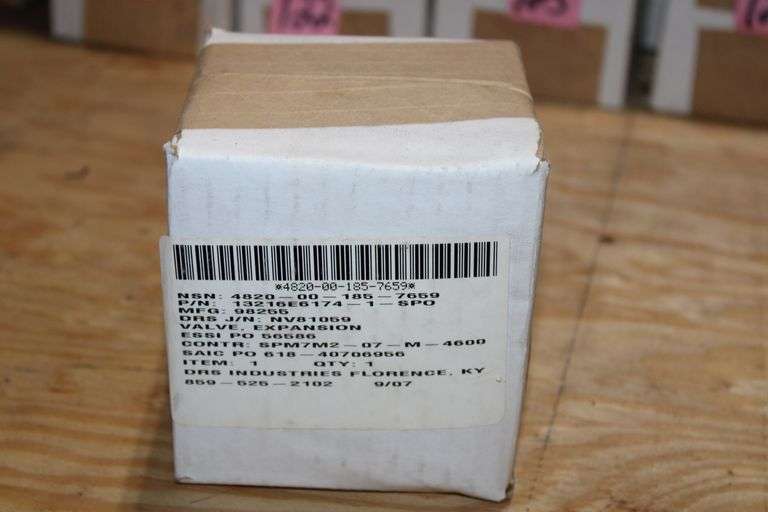 *4820-00-185-7659*
NSN: 4820-00-185-7659
P/N: 13216E6174-1-SPO
MFG: 98255
DRS J/N: NV81059
VALVE, EXPANSION
ESSI PO 56586
CONTR: SPM7M2-07-M-4600
SAIC PO 618-40706956
ITEM: 1 QTY: 1
DRS INDUSTRIES FLORENCE, KY
859-525-2102 9/07